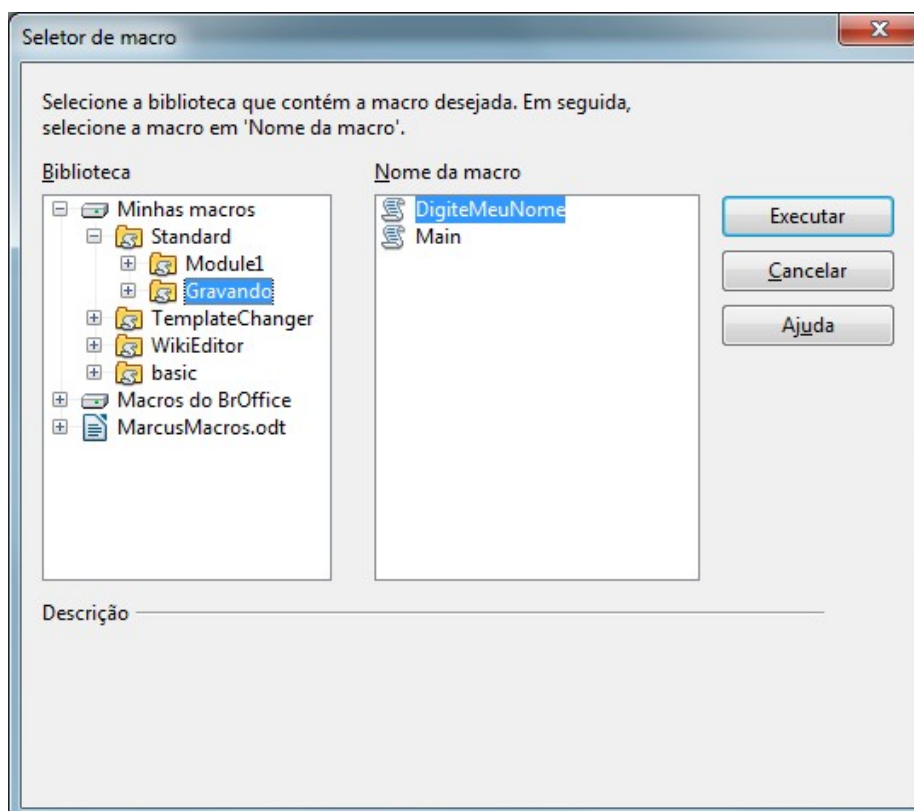 Seletor de macro
Selecione a biblioteca que contém a macro desejada. Em seguida,
selecione a macro em 'Nome da macro'.
Biblioteca
Nome da macro
Minhas macros
Standard
Module1
Gravando
TemplateChanger
WikiEditor
basic
Macros do BrOffice
MarcusMacros.odt
DigiteMeuNome
Main
Executar
Cancelar
Ajuda
Descrição